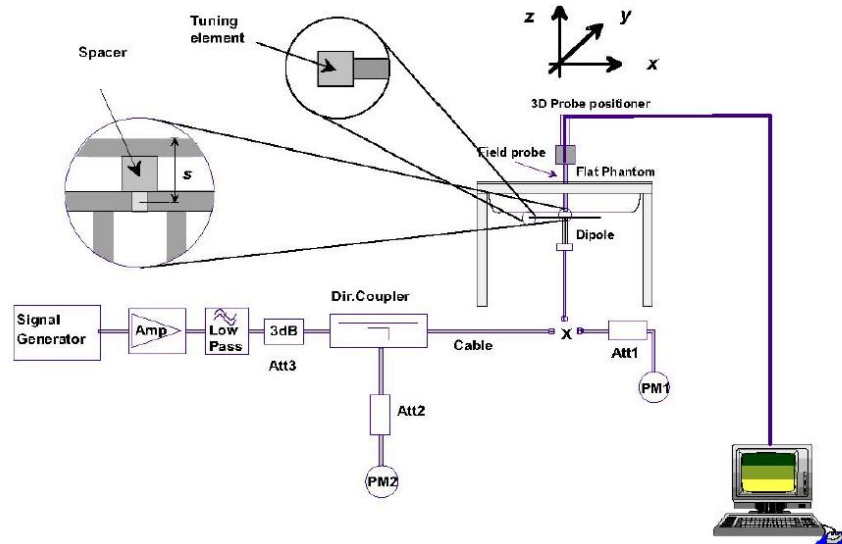 Tuning
element
Spacer
s
z
y
x
3D Probe positioner
Field probe
Flat Phantom
Dipole
Dir.Coupler
Signal
Generator
Amp
Low
Pass
3dB
Att3
Cable
X
Att1
PM1
Att2
PM2